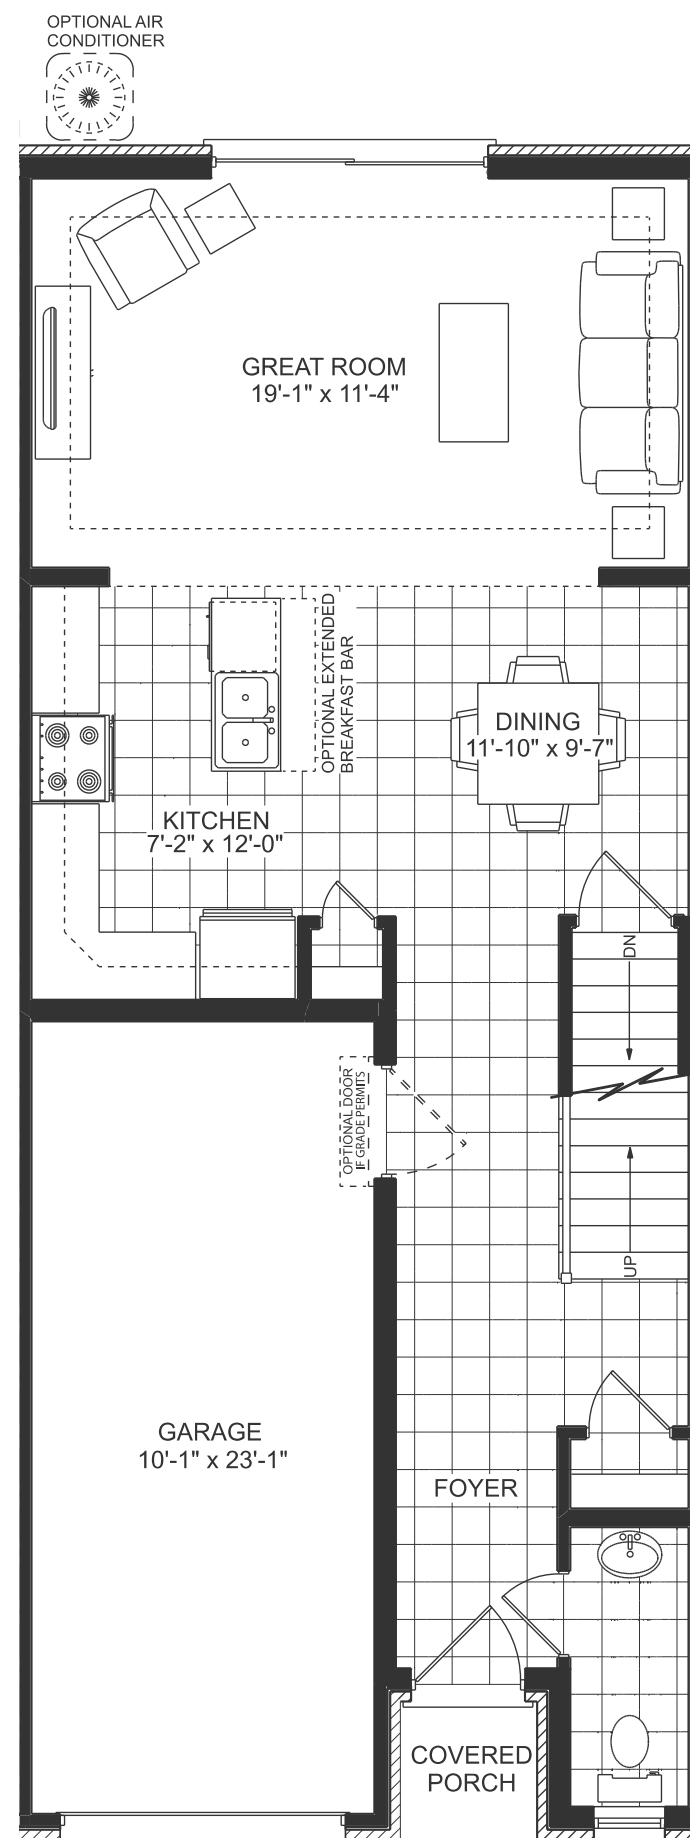 OPTIONAL AIR
CONDITIONER
GREAT ROOM
19'-1" x 11'-4"
OPTIONAL EXTENDED
BREAKFAST BAR
DINING
11'-10" x 9'-7"
KITCHEN
7'-2" x 12'-0"
DN
OPTIONAL DOOR
IF GRADE PERMITS
UP
GARAGE
10'-1" x 23'-1"
FOYER
COVERED
PORCH